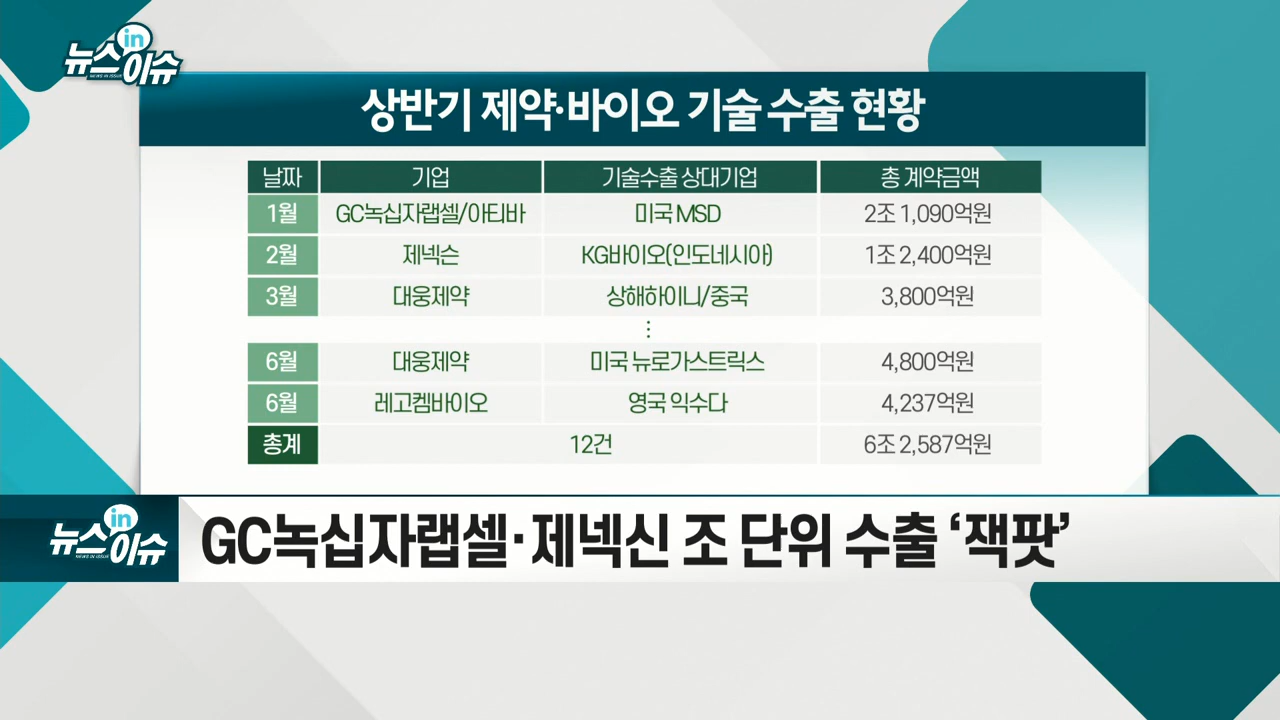 뉴스in이슈
NEWS IN ISSUE
상반기 제약·바이오 기술 수출 현황
날짜 기업 기술수출 상대기업 총 계약금액
1월 GC녹십자랩셀/아티바 미국 MSD 2조 1,090억원
2월 제넥슨 KG바이오(인도네시아) 1조 2,400억원
3월 대웅제약 상해하이니/중국 3,800억원
⋮
6월 대웅제약 미국 뉴로가스트릭스 4,800억원
6월 레고켐바이오 영국 익수다 4,237억원
총계 12건 6조 2,587억원
뉴스in이슈
NEWS IN ISSUE
GC녹십자랩셀·제넥신 조 단위 수출 ‘잭팟’